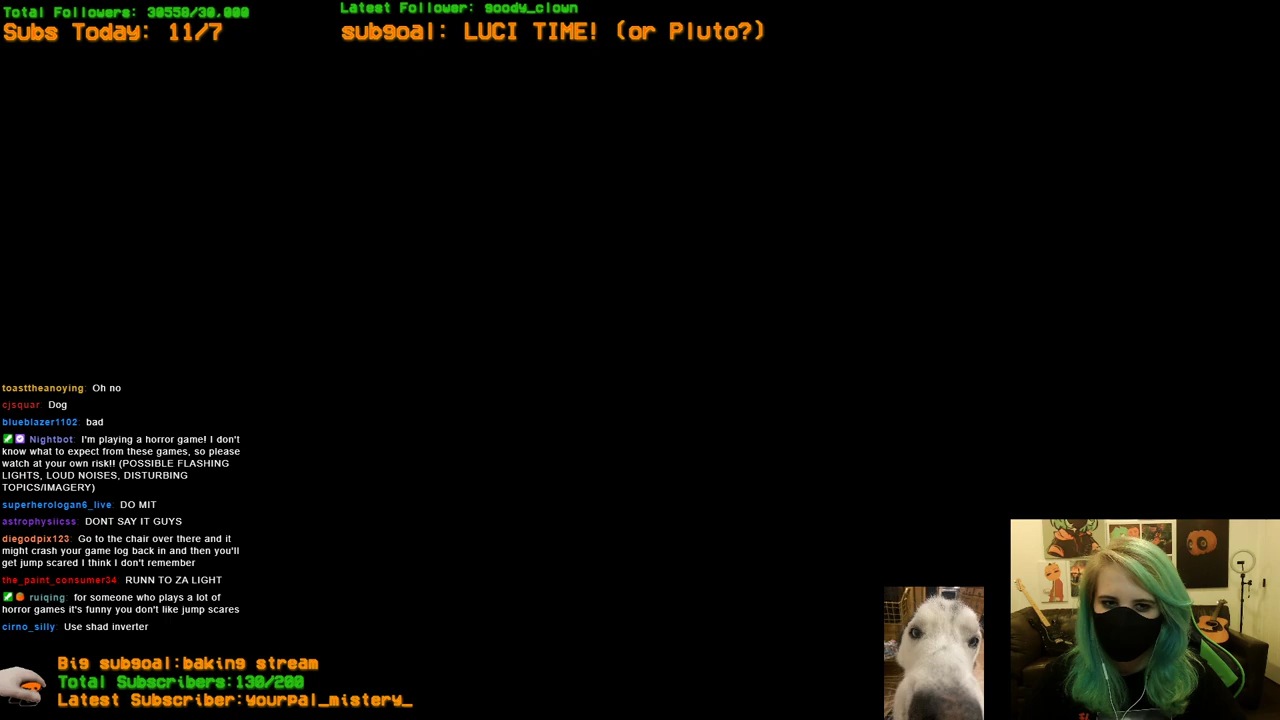 Total Followers: 30550/30,000
Latest Follower: goody_clown
Subs Today: 11/7
subgoal: LUCI TIME! (or Pluto?)
toasttheanoying: Oh no
cjsquar: Dog
blueblazer1102: bad
Nightbot: I'm playing a horror game! I don't
know what to expect from these games, so please
watch at your own risk!! (POSSIBLE FLASHING
LIGHTS, LOUD NOISES, DISTURBING
TOPICS/IMAGERY)
superherologan6_live: DO MIT
astrophysiicss: DONT SAY IT GUYS
diegodpix123: Go to the chair over there and it
might crash your game log back in and then you'll
get jump scared I think I don't remember
the_paint_consumer34: RUNN TO ZA LIGHT
ruiqing: for someone who plays a lot of
horror games it's funny you don't like jump scares
cirno_silly: Use shad inverter
Big subgoal:baking stream
Total Subscribers:130/200
Latest Subscriber:yourpal_mistery_